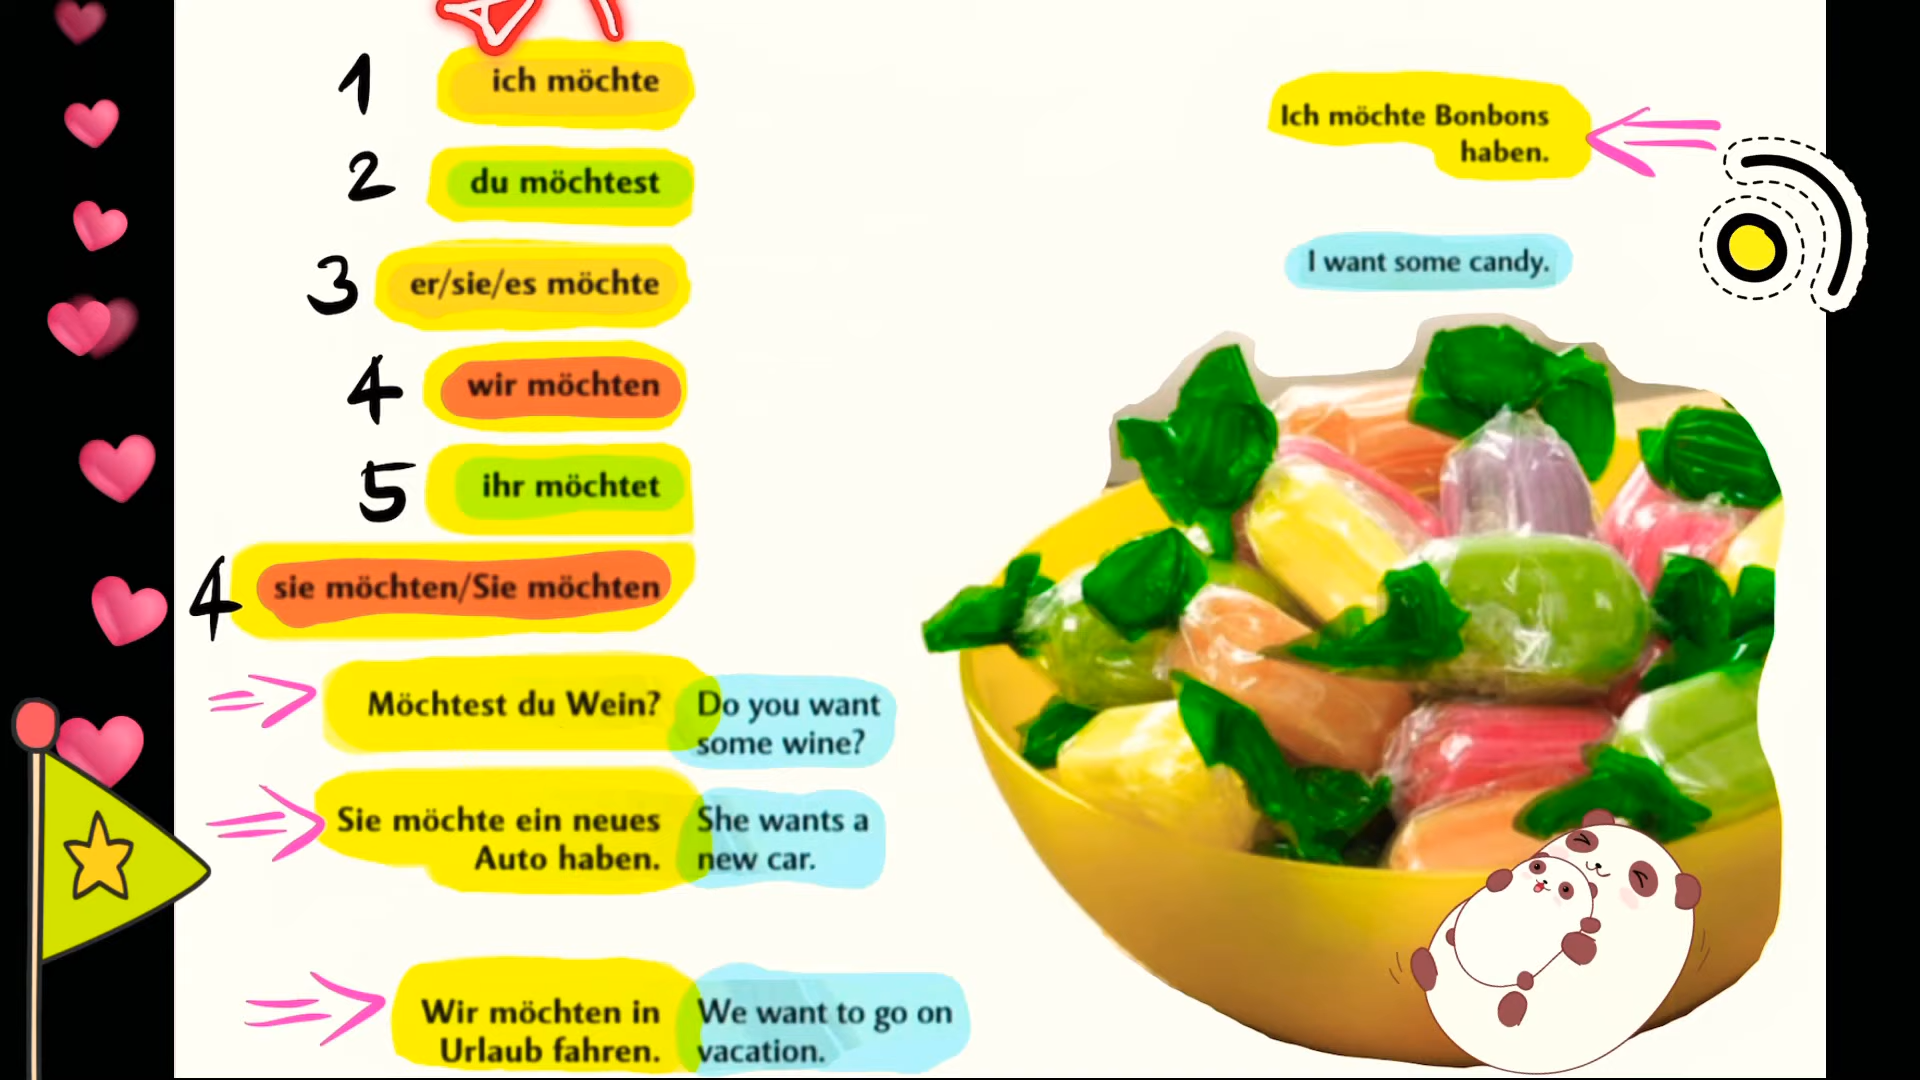 1 ich möchte
2 du möchtest
3 er/sie/es möchte
4 wir möchten
5 ihr möchtet
4 sie möchten/Sie möchten
Möchtest du Wein? Do you want
some wine?
Sie möchte ein neues She wants a
Auto haben. new car.
Wir möchten in We want to go on
Urlaub fahren. vacation.
Ich möchte Bonbons
haben.
I want some candy.